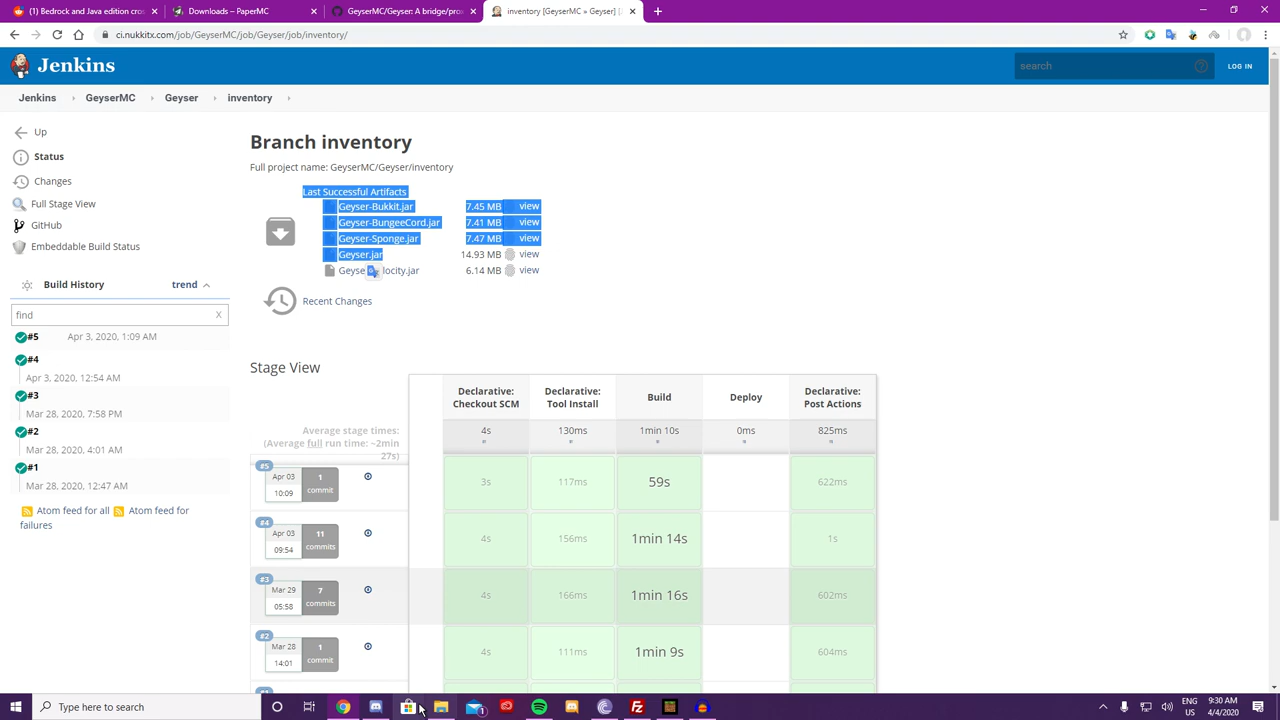 (1) Bedrock and Java edition cros
Downloads – PaperMC
GeyserMC/Geyser: A bridge/pro
inventory [GeyserMC » Geyser] [
ci.nukkitx.com/job/GeyserMC/job/Geyser/job/inventory/
Jenkins
search
LOG IN
Jenkins
GeyserMC
Geyser
inventory
Up
Status
Changes
Full Stage View
GitHub
Embeddable Build Status
Build History
trend
find
X
#5 Apr 3, 2020, 1:09 AM
#4
Apr 3, 2020, 12:54 AM
#3
Mar 28, 2020, 7:58 PM
#2
Mar 28, 2020, 4:01 AM
#1
Mar 28, 2020, 12:47 AM
Atom feed for all
Atom feed for
failures
Branch inventory
Full project name: GeyserMC/Geyser/inventory
Last Successful Artifacts
Geyser-Bukkit.jar 7.45 MB view
Geyser-BungeeCord.jar 7.41 MB view
Geyser-Sponge.jar 7.47 MB view
Geyser.jar 14.93 MB view
Geyse locity.jar 6.14 MB view
Recent Changes
Stage View
Declarative:
Checkout SCM
Declarative:
Tool Install
Build
Deploy
Declarative:
Post Actions
Average stage times:
(Average full run time: ~2min
27s)
4s 130ms 1min 10s 0ms 825ms
#5
Apr 03
10:09
1
commit
3s 117ms 59s 622ms
#4
Apr 03
09:54
11
commits
4s 156ms 1min 14s 1s
#3
Mar 29
05:58
7
commits
4s 166ms 1min 16s 602ms
#2
Mar 28
14:01
1
commit
4s 111ms 1min 9s 604ms
Type here to search
1
ENG
US
9:30 AM
4/4/2020